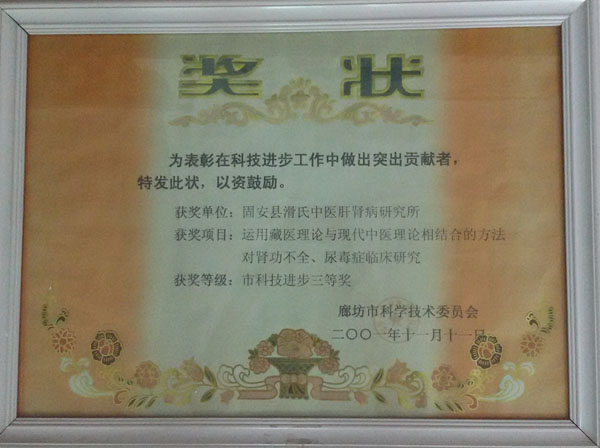 奖 状
为表彰在科技进步工作中做出突出贡献者，
特发此状，以资鼓励。
获奖单位：固安县滑氏中医肝肾病研究所
获奖项目：运用藏医理论与现代中医理论相结合的方法
对肾功不全、尿毒症临床研究
获奖等级：市科技进步三等奖
廊坊市科学技术委员会
二〇〇一年十一月十一日